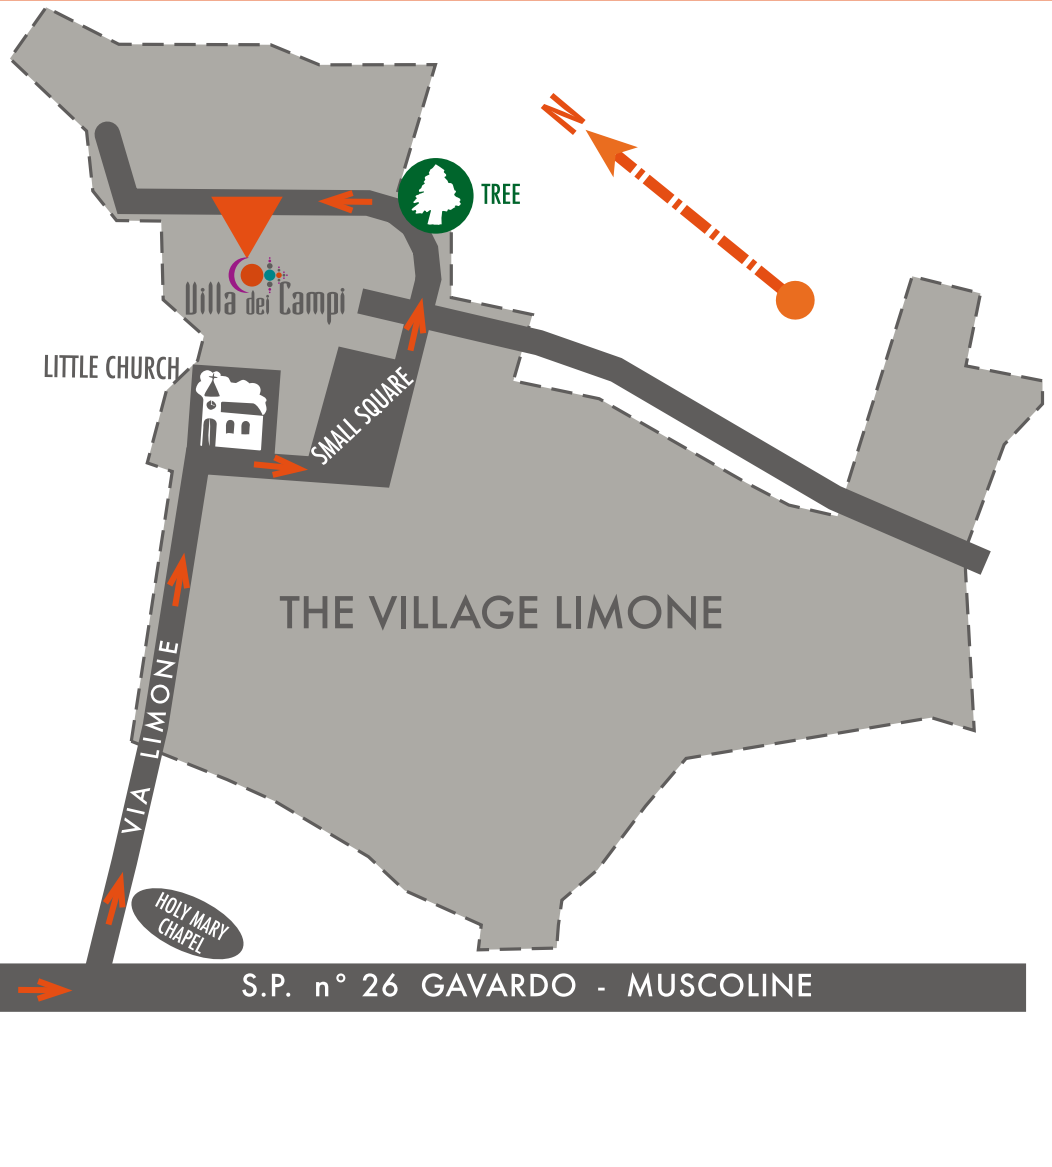 N
TREE
Villa dei Campi
LITTLE CHURCH
SMALL SQUARE
THE VILLAGE LIMONE
VIA LIMONE
HOLY MARY
CHAPEL
S.P. n° 26 GAVARDO - MUSCOLINE